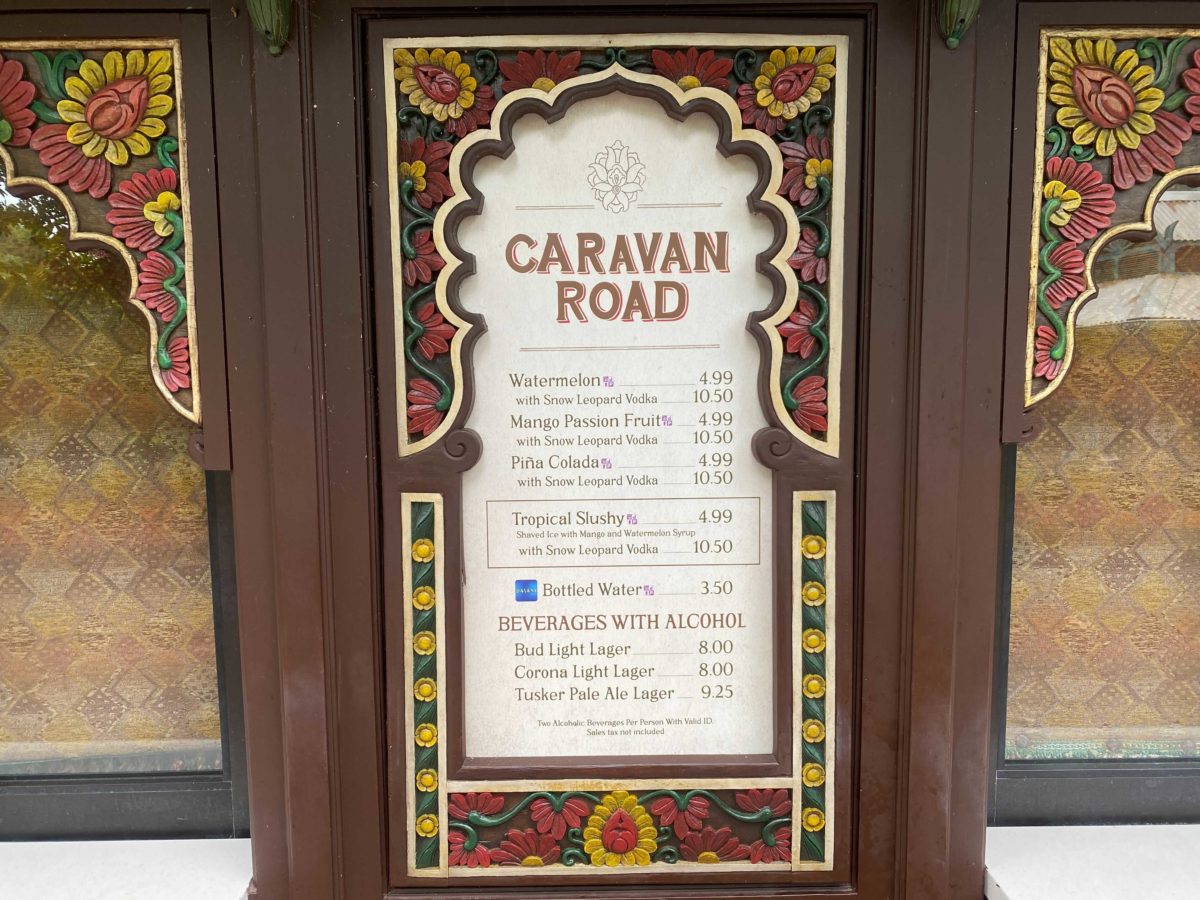 CARAVAN
ROAD
Watermelon 4.99
with Snow Leopard Vodka 10.50
Mango Passion Fruit 4.99
with Snow Leopard Vodka 10.50
Piña Colada 4.99
with Snow Leopard Vodka 10.50
Tropical Slushy 4.99
Shaved Ice with Mango and Watermelon Syrup
with Snow Leopard Vodka 10.50
DASANI Bottled Water 3.50
BEVERAGES WITH ALCOHOL
Bud Light Lager 8.00
Corona Light Lager 8.00
Tusker Pale Ale Lager 9.25
Two Alcoholic Beverages Per Person With Valid ID.
Sales tax not included